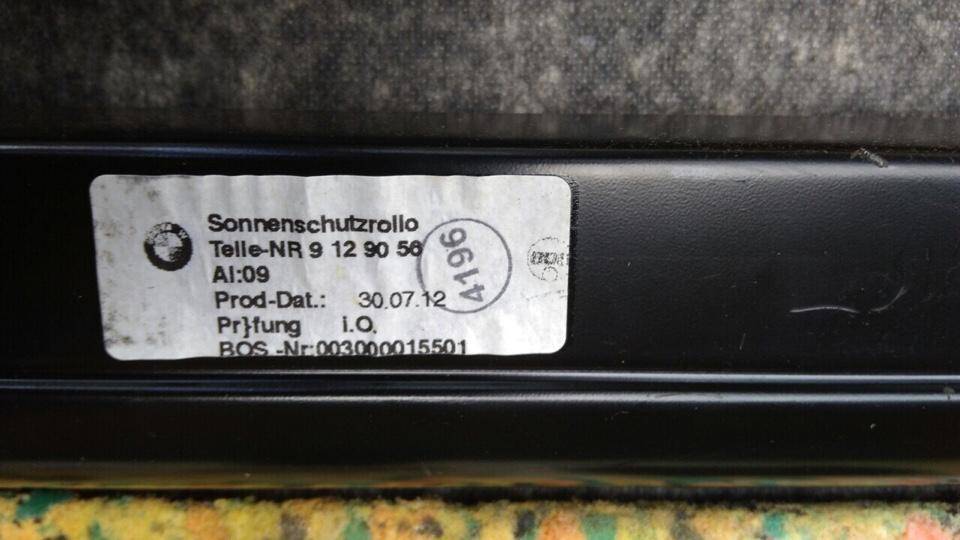 Sonnenschutzrollo
Teile-NR 9 12 90 56
AI:09
Prod-Dat.: 30.07.12
Pr}fung i.O.
BOS.-Nr:003000015501
4196